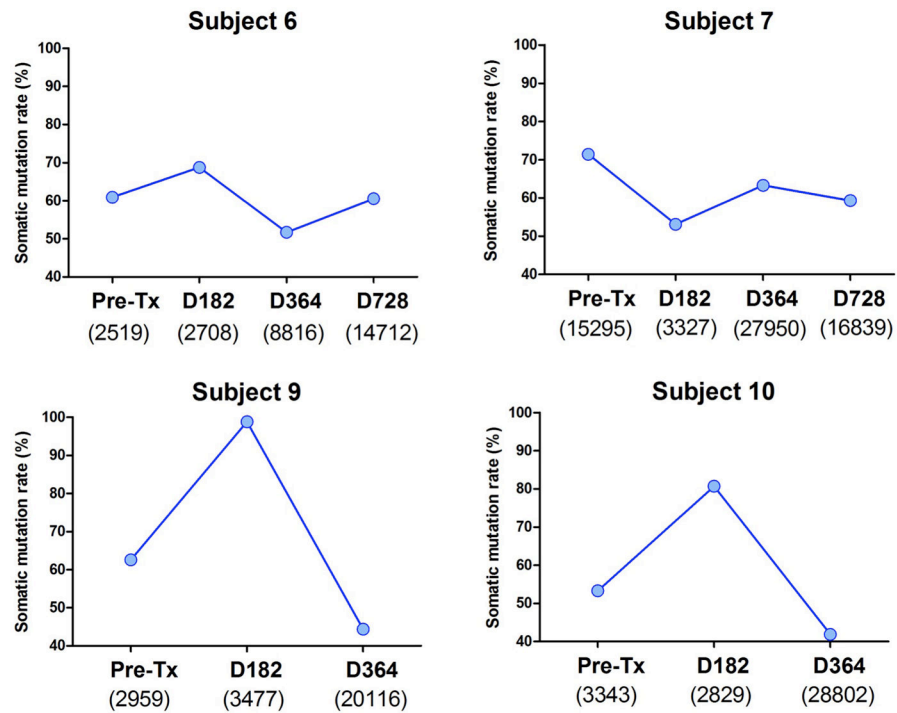 Subject 6
Somatic mutation rate (%)
100
90
80
70
60
50
40
Pre-Tx D182 D364 D728
(2519) (2708) (8816) (14712)
Subject 7
Somatic mutation rate (%)
100
90
80
70
60
50
40
Pre-Tx D182 D364 D728
(15295) (3327) (27950) (16839)
Subject 9
Somatic mutation rate (%)
100
90
80
70
60
50
40
Pre-Tx D182 D364
(2959) (3477) (20116)
Subject 10
Somatic mutation rate (%)
100
90
80
70
60
50
40
Pre-Tx D182 D364
(3343) (2829) (28802)